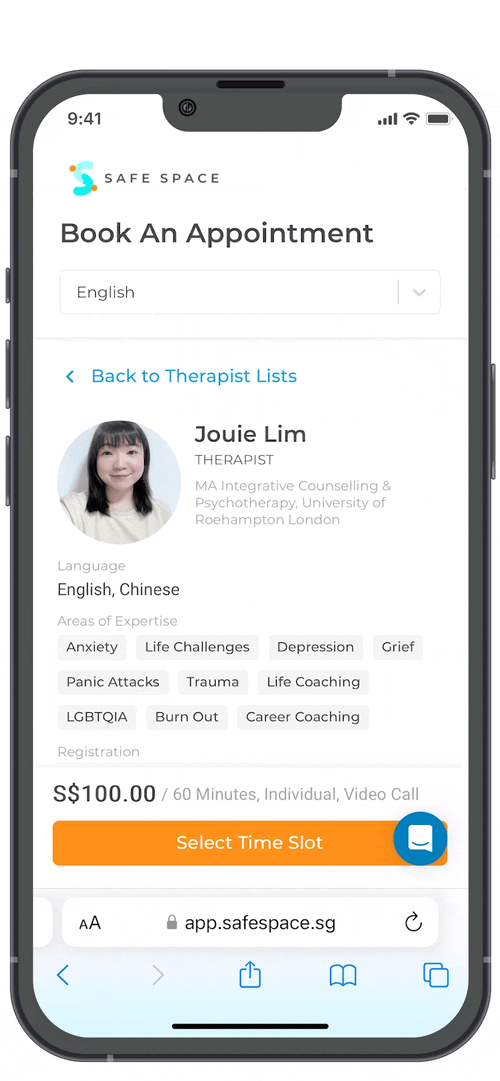 9:41
SAFE SPACE
Book An Appointment
English
Back to Therapist Lists
Jouie Lim
THERAPIST
MA Integrative Counselling &
Psychotherapy, University of
Roehampton London
Language
English, Chinese
Areas of Expertise
Anxiety Life Challenges Depression Grief
Panic Attacks Trauma Life Coaching
LGBTQIA Burn Out Career Coaching
Registration
S$100.00 / 60 Minutes, Individual, Video Call
Select Time Slot
AA app.safespace.sg